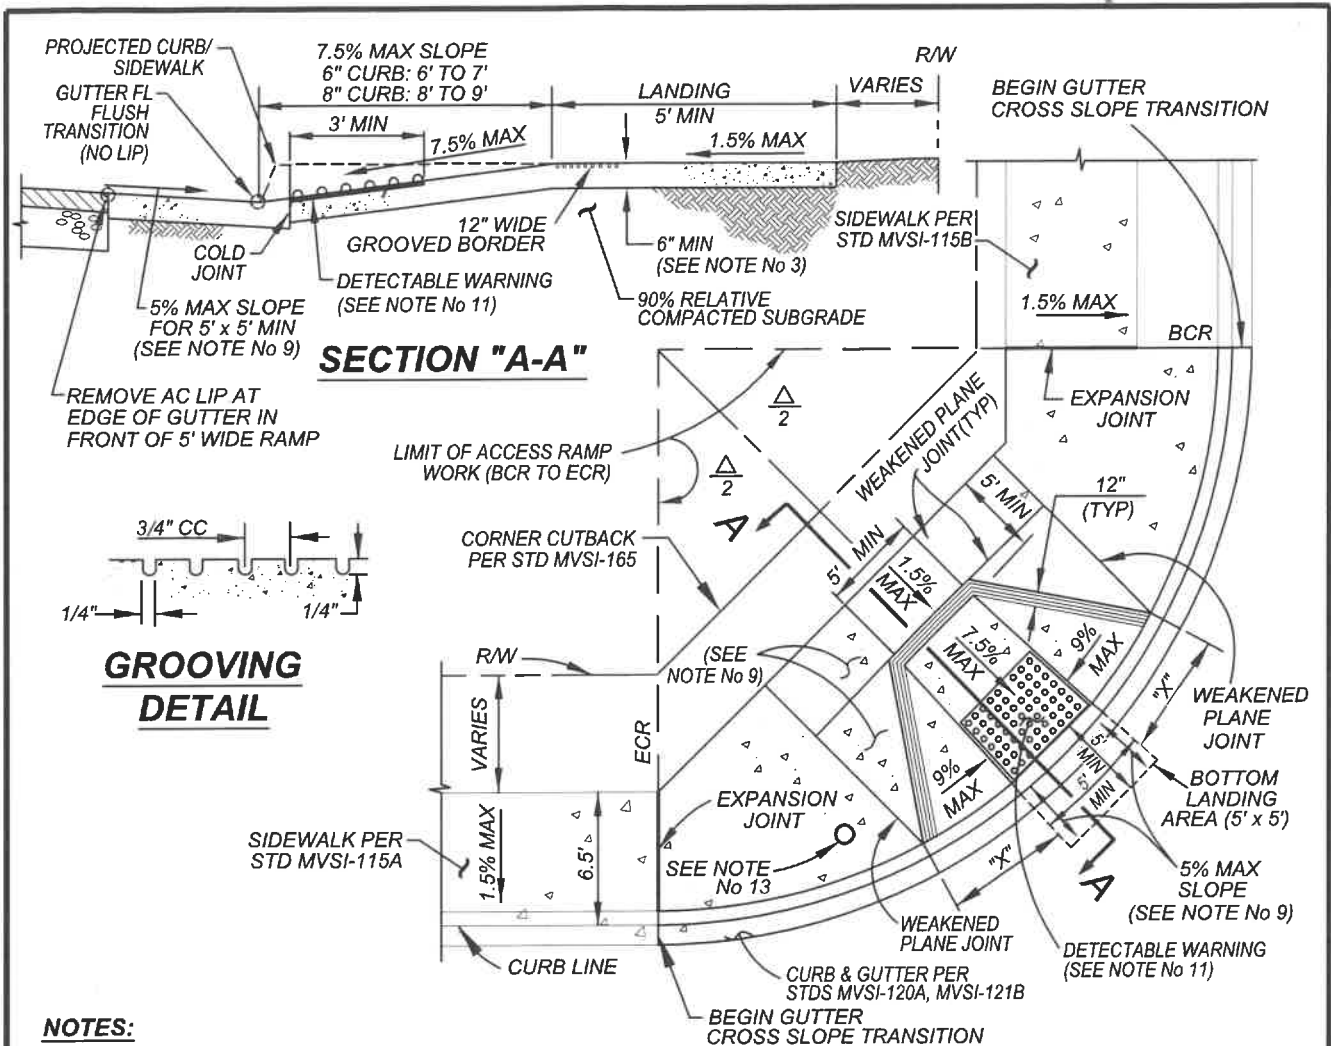 PROJECTED CURB/
SIDEWALK
GUTTER FL
FLUSH
TRANSITION
(NO LIP)
7.5% MAX SLOPE
6" CURB: 6' TO 7'
8" CURB: 8' TO 9'
3' MIN
7.5% MAX
LANDING
5' MIN
1.5% MAX
VARIES
R/W
BEGIN GUTTER
CROSS SLOPE TRANSITION
COLD
JOINT
12" WIDE
GROOVED BORDER
DETECTABLE WARNING
(SEE NOTE No 11)
6" MIN
(SEE NOTE No 3)
90% RELATIVE
COMPACTED SUBGRADE
SIDEWALK PER
STD MVSI-115B
1.5% MAX
BCR
5% MAX SLOPE
FOR 5' x 5' MIN
(SEE NOTE No 9)
SECTION "A-A"
REMOVE AC LIP AT
EDGE OF GUTTER IN
FRONT OF 5' WIDE RAMP
EXPANSION
JOINT
Δ
2
Δ
2
LIMIT OF ACCESS RAMP
WORK (BCR TO ECR)
WEAKENED PLANE
JOINT(TYP)
5' MIN
12"
(TYP)
A
3/4" CC
1/4"
1/4"
GROOVING
DETAIL
CORNER CUTBACK
PER STD MVSI-165
5' MIN
1.5%
MAX
7.5%
MAX
9%
MAX
R/W
(SEE
NOTE No 9)
VARIES
ECR
"X"
WEAKENED
PLANE
JOINT
5'
MIN
5'
MIN
9%
MAX
BOTTOM
LANDING
AREA (5' x 5')
EXPANSION
JOINT
SIDEWALK PER
STD MVSI-115A
1.5% MAX
6.5'
SEE NOTE
No 13
"X"
A
5% MAX
SLOPE
(SEE NOTE No 9)
WEAKENED
PLANE JOINT
DETECTABLE WARNING
(SEE NOTE No 11)
CURB LINE
CURB & GUTTER PER
STDS MVSI-120A, MVSI-121B
BEGIN GUTTER
CROSS SLOPE TRANSITION
NOTES: